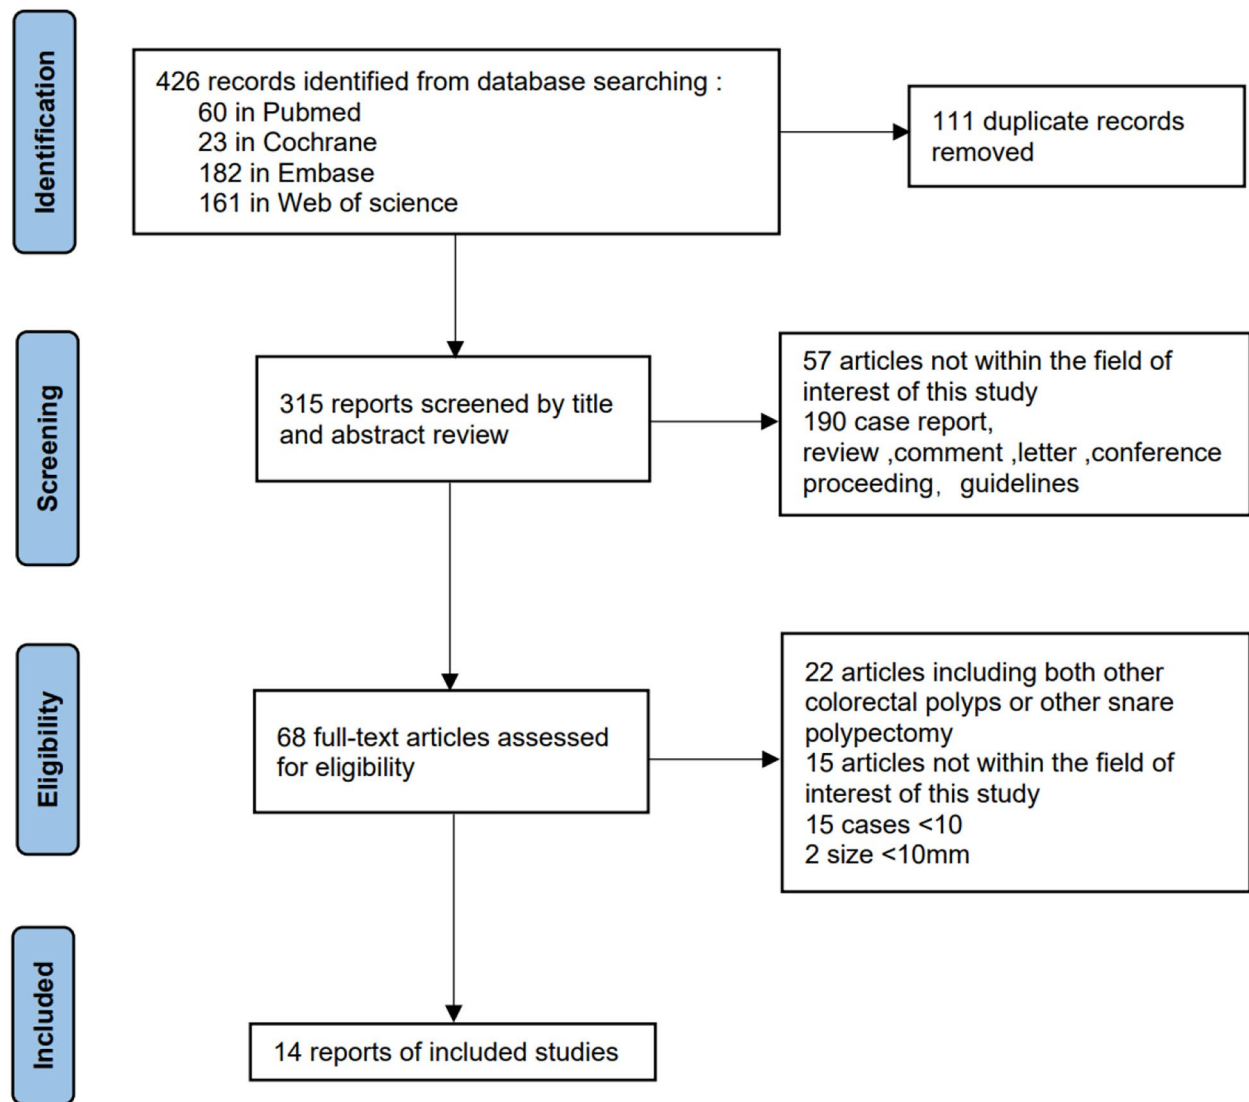 Identification
426 records identified from database searching :
60 in Pubmed
23 in Cochrane
182 in Embase
161 in Web of science
111 duplicate records
removed
Screening
315 reports screened by title
and abstract review
57 articles not within the field of
interest of this study
190 case report,
review ,comment ,letter ,conference
proceeding，guidelines
Eligibility
68 full-text articles assessed
for eligibility
22 articles including both other
colorectal polyps or other snare
polypectomy
15 articles not within the field of
interest of this study
15 cases <10
2 size <10mm
Included
14 reports of included studies